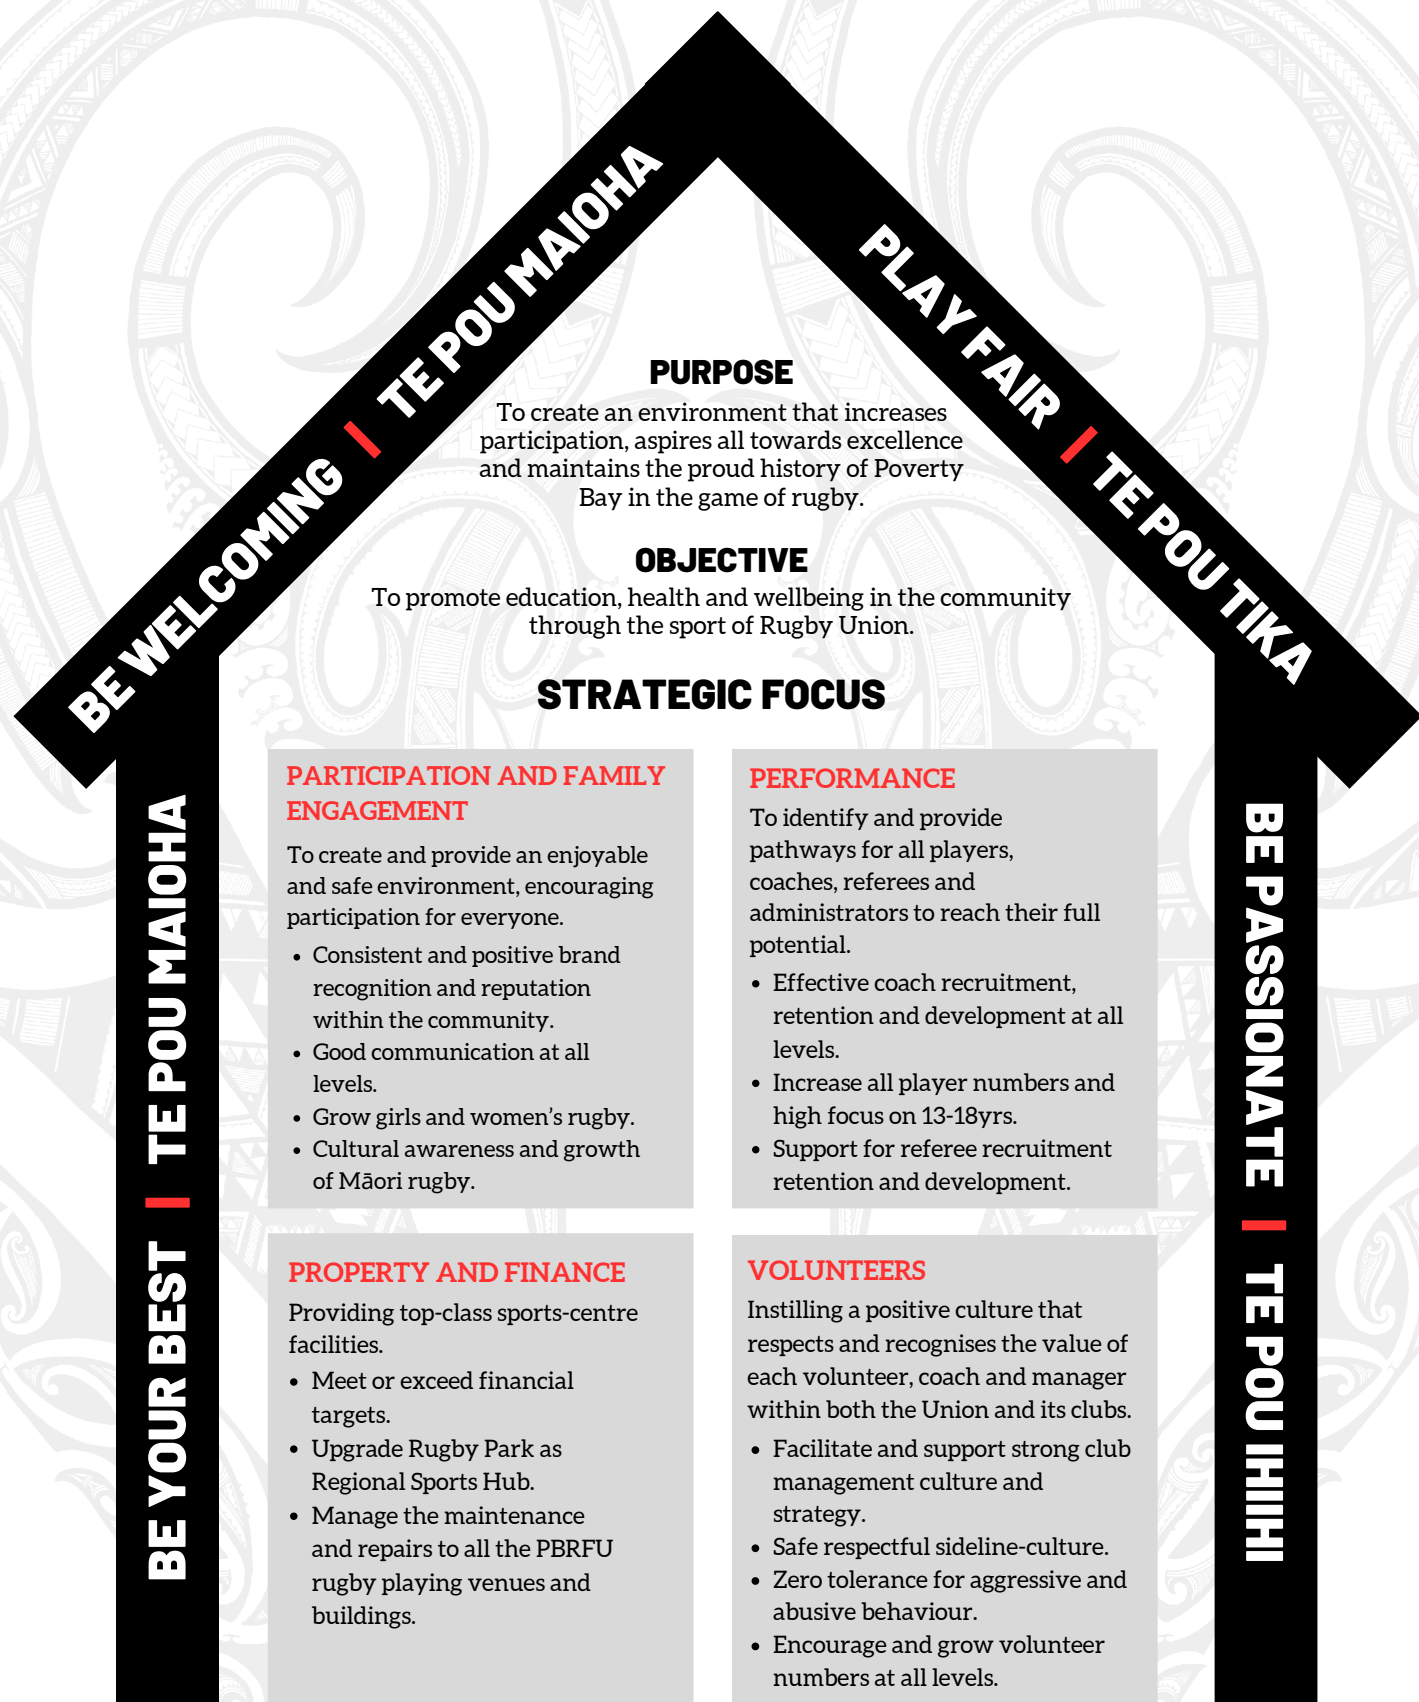 BE WELCOMING | TE POU MAIOHA
PLAY FAIR | TE POU TIKA
PURPOSE
To create an environment that increases
participation, aspires all towards excellence
and maintains the proud history of Poverty
Bay in the game of rugby.
OBJECTIVE
To promote education, health and wellbeing in the community
through the sport of Rugby Union.
STRATEGIC FOCUS
BE YOUR BEST | TE POU MAIOHA
PARTICIPATION AND FAMILY
ENGAGEMENT
To create and provide an enjoyable
and safe environment, encouraging
participation for everyone.
• Consistent and positive brand
recognition and reputation
within the community.
• Good communication at all
levels.
• Grow girls and women’s rugby.
• Cultural awareness and growth
of Māori rugby.
PERFORMANCE
To identify and provide
pathways for all players,
coaches, referees and
administrators to reach their full
potential.
• Effective coach recruitment,
retention and development at all
levels.
• Increase all player numbers and
high focus on 13-18yrs.
• Support for referee recruitment
retention and development.
PROPERTY AND FINANCE
Providing top-class sports-centre
facilities.
• Meet or exceed financial
targets.
• Upgrade Rugby Park as
Regional Sports Hub.
• Manage the maintenance
and repairs to all the PBRFU
rugby playing venues and
buildings.
VOLUNTEERS
Instilling a positive culture that
respects and recognises the value of
each volunteer, coach and manager
within both the Union and its clubs.
• Facilitate and support strong club
management culture and
strategy.
• Safe respectful sideline-culture.
• Zero tolerance for aggressive and
abusive behaviour.
• Encourage and grow volunteer
numbers at all levels.
BE PASSIONATE | TE POU IHIIHI